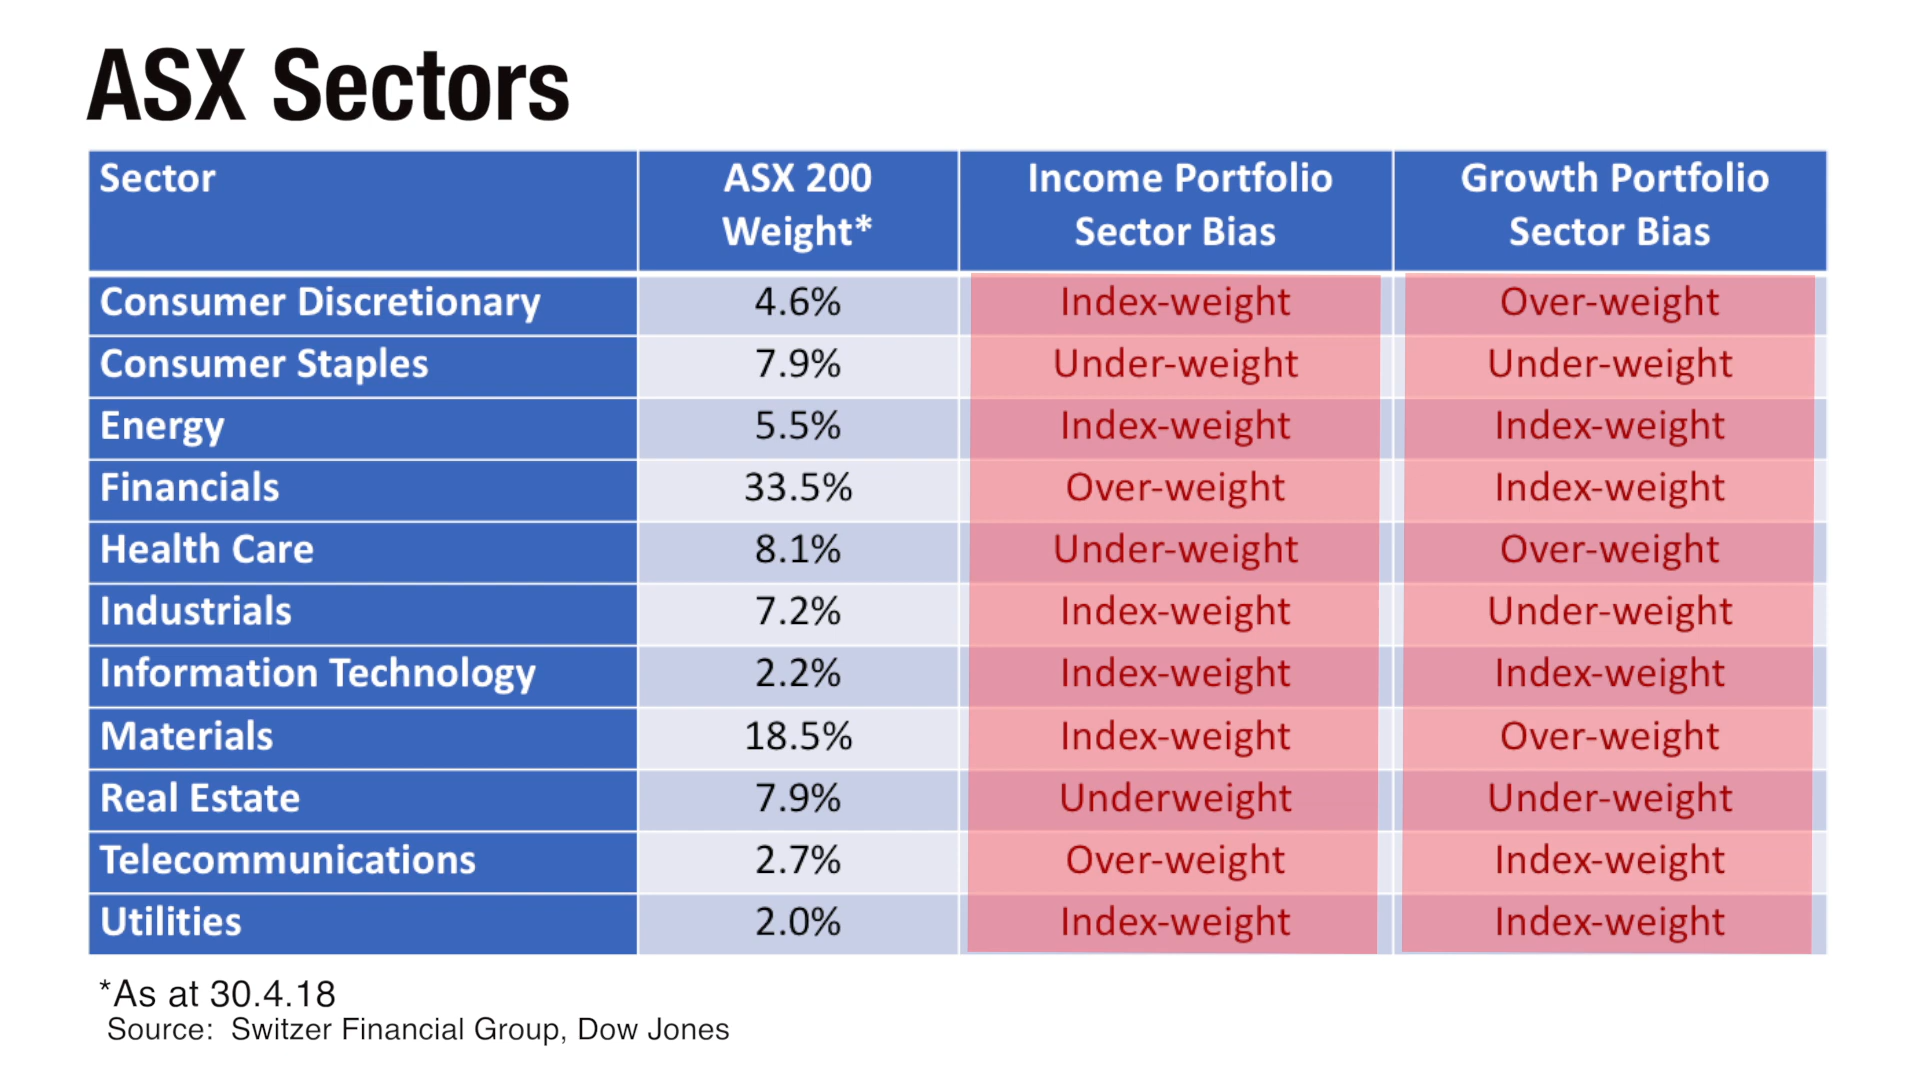 ASX Sectors
Sector ASX 200 Weight* Income Portfolio Sector Bias Growth Portfolio Sector Bias
Consumer Discretionary 4.6% Index-weight Over-weight
Consumer Staples 7.9% Under-weight Under-weight
Energy 5.5% Index-weight Index-weight
Financials 33.5% Over-weight Index-weight
Health Care 8.1% Under-weight Over-weight
Industrials 7.2% Index-weight Under-weight
Information Technology 2.2% Index-weight Index-weight
Materials 18.5% Index-weight Over-weight
Real Estate 7.9% Underweight Under-weight
Telecommunications 2.7% Over-weight Index-weight
Utilities 2.0% Index-weight Index-weight
*As at 30.4.18
Source: Switzer Financial Group, Dow Jones